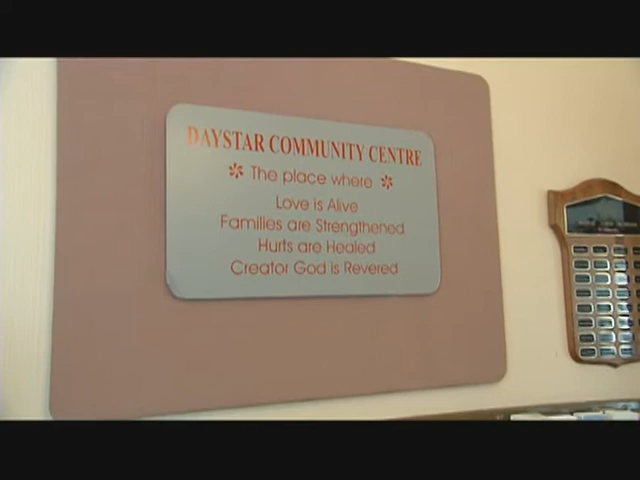 DAYSTAR COMMUNITY CENTRE
* The place where *
Love is Alive
Families are Strengthened
Hurts are Healed
Creator God is Revered